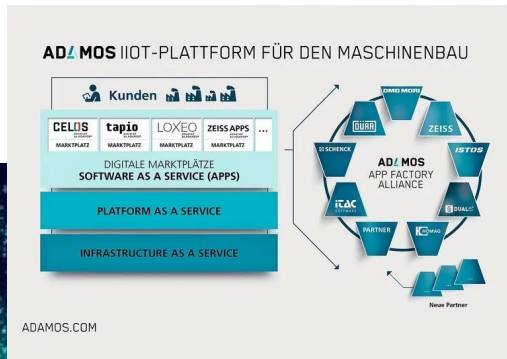 ADAMOS IIOT-PLATTFORM FÜR DEN MASCHINENBAU
Kunden
CELOS
MARKTPLATZ
tapio
MARKTPLATZ
LOXEO
MARKTPLATZ
ZEISS APPS
MARKTPLATZ
...
DIGITALE MARKTPLÄTZE
SOFTWARE AS A SERVICE (APPS)
PLATFORM AS A SERVICE
INFRASTRUCTURE AS A SERVICE
ADAMOS
APP FACTORY
ALLIANCE
DMG MORI
ZEISS
ISTOS
DUALIS
HOMAG
PARTNER
iTAC
SOFTWARE
SCHENCK
DÜRR
Neue Partner
ADAMOS.COM